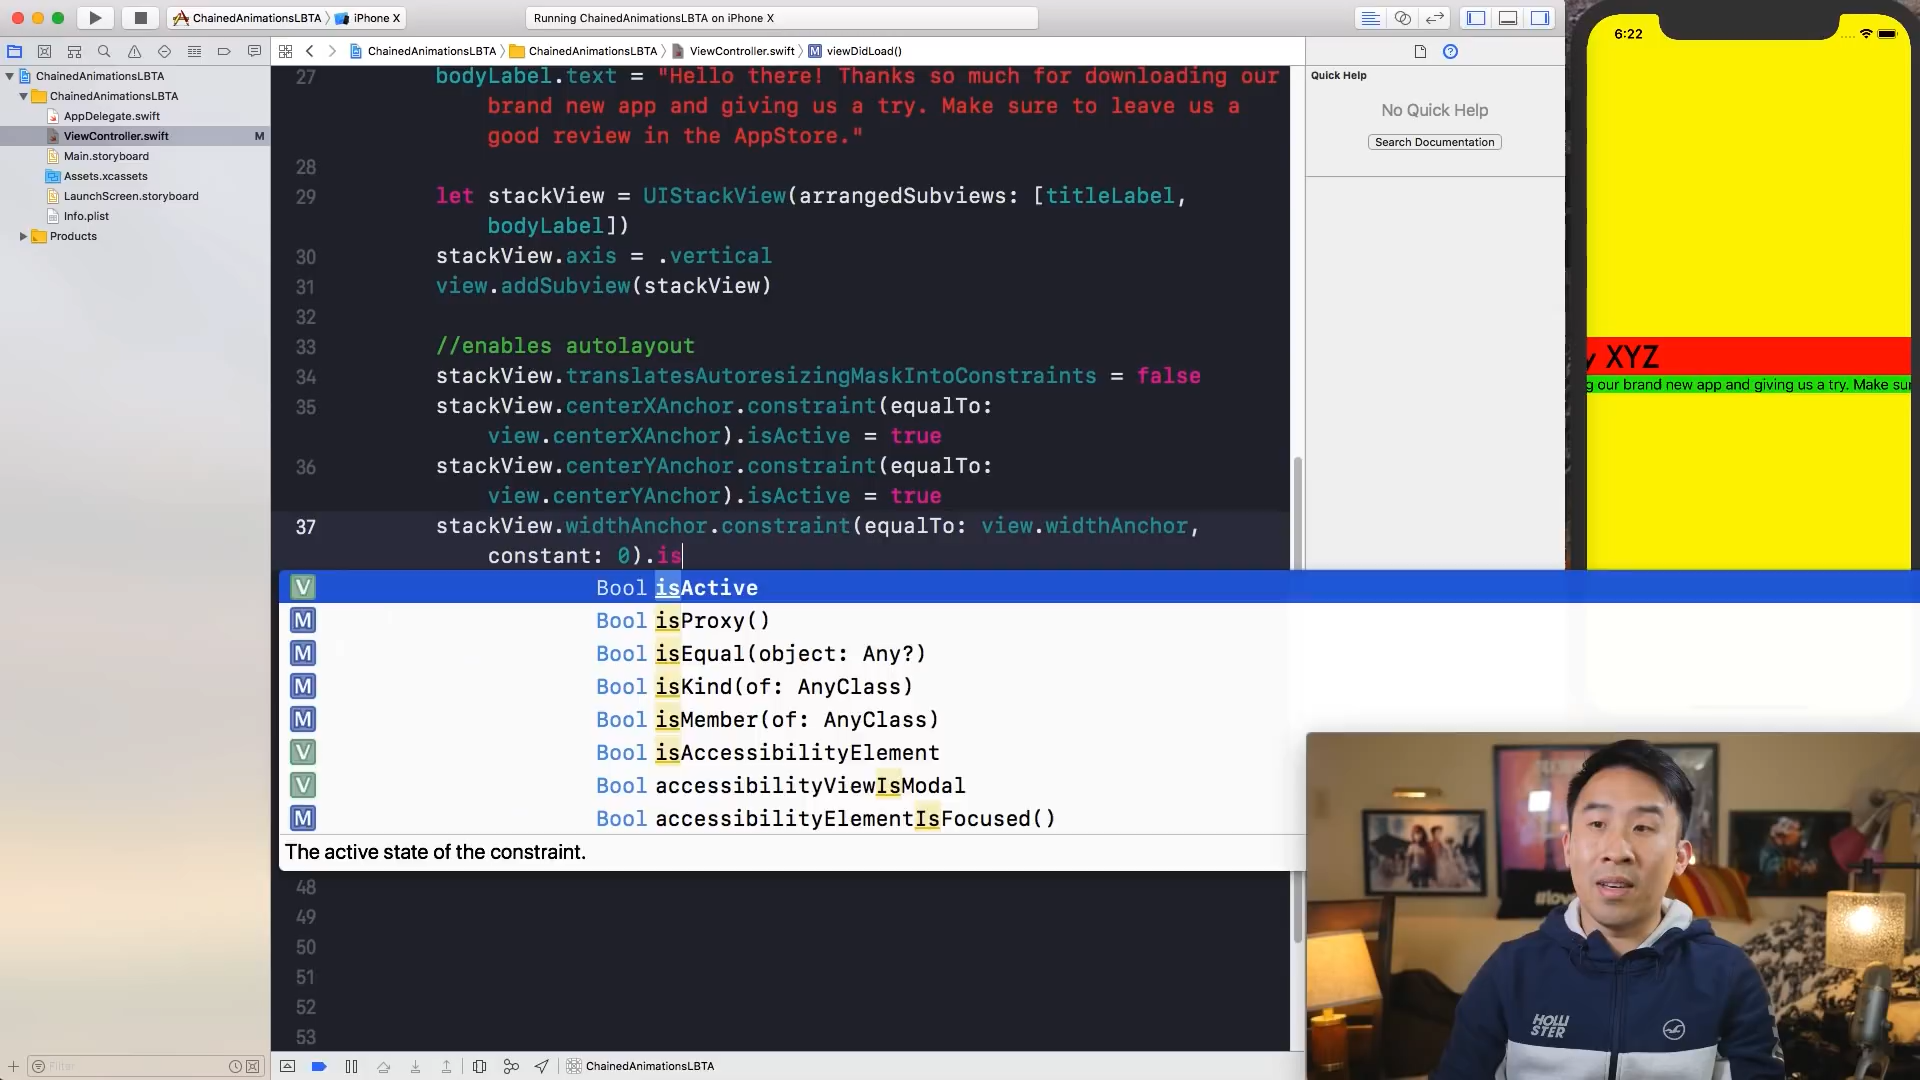 ChainedAnimationsLBTA
iPhone X
Running ChainedAnimationsLBTA on iPhone X
ChainedAnimationsLBTA
ChainedAnimationsLBTA
ViewController.swift
M
viewDidLoad()
ChainedAnimationsLBTA
ChainedAnimationsLBTA
AppDelegate.swift
ViewController.swift
M
Main.storyboard
Assets.xcassets
LaunchScreen.storyboard
Info.plist
Products
Filter
27 bodyLabel.text = "Hello there! Thanks so much for downloading our
brand new app and giving us a try. Make sure to leave us a
good review in the AppStore."
28
29 let stackView = UIStackView(arrangedSubviews: [titleLabel,
bodyLabel])
30 stackView.axis = .vertical
31 view.addSubview(stackView)
32
33 //enables autolayout
34 stackView.translatesAutoresizingMaskIntoConstraints = false
35 stackView.centerXAnchor.constraint(equalTo:
view.centerXAnchor).isActive = true
36 stackView.centerYAnchor.constraint(equalTo:
view.centerYAnchor).isActive = true
37 stackView.widthAnchor.constraint(equalTo: view.widthAnchor,
constant: 0).is
V Bool isActive
M Bool isProxy()
M Bool isEqual(object: Any?)
M Bool isKind(of: AnyClass)
M Bool isMember(of: AnyClass)
V Bool isAccessibilityElement
V Bool accessibilityViewIsModal
M Bool accessibilityElementIsFocused()
The active state of the constraint.
48
49
50
51
52
53
ChainedAnimationsLBTA
Quick Help
No Quick Help
Search Documentation
6:22
y XYZ
g our brand new app and giving us a try. Make sur
HOLLI
STER